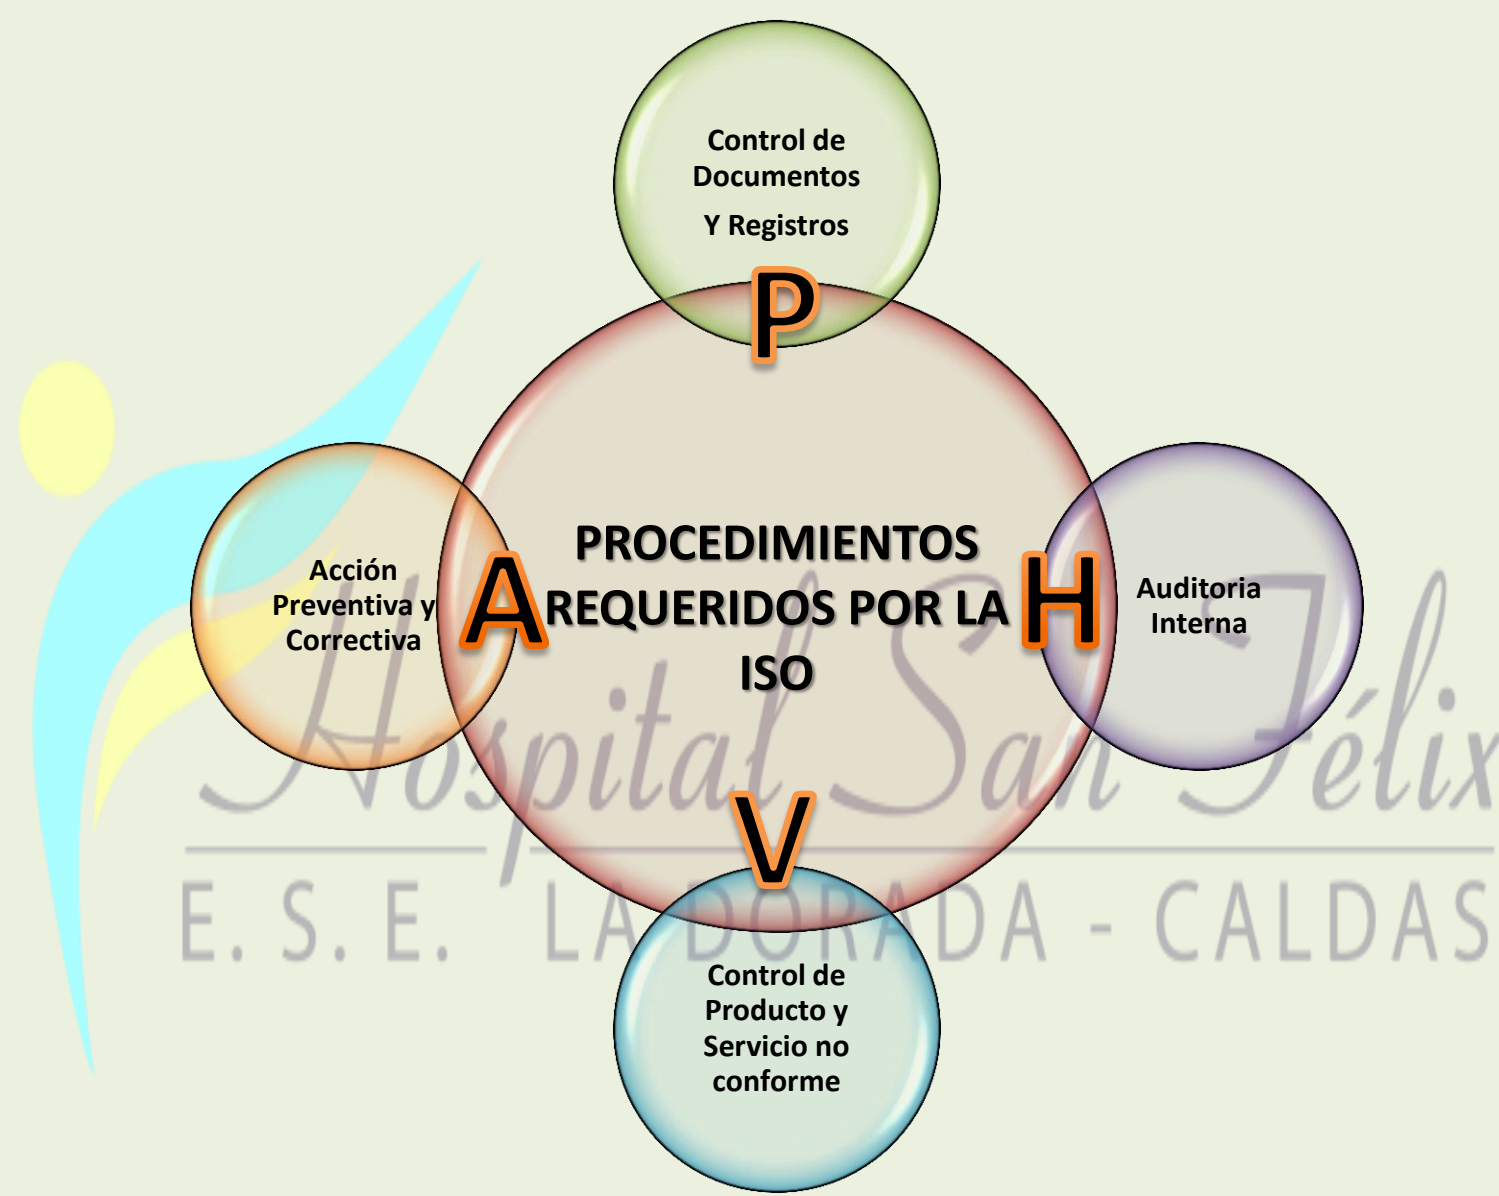 Control de
Documentos
Y Registros
P
PROCEDIMIENTOS
REQUERIDOS POR LA
ISO
A
H
Acción
Preventiva y
Correctiva
Auditoria
Interna
V
Control de
Producto y
Servicio no
conforme
Hospital San Félix
E. S. E. LA DORADA - CALDAS